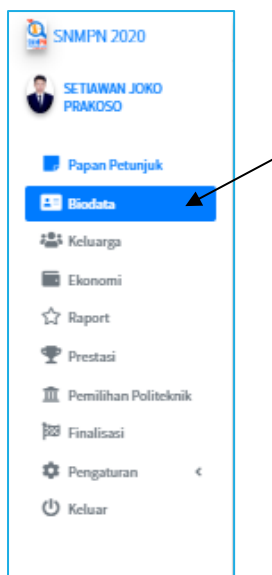 SNMPN 2020
SETIAWAN JOKO
PRAKOSO
Papan Petunjuk
Biodata
Keluarga
Ekonomi
Raport
Prestasi
Pemilihan Politeknik
Finalisasi
Pengaturan
Keluar